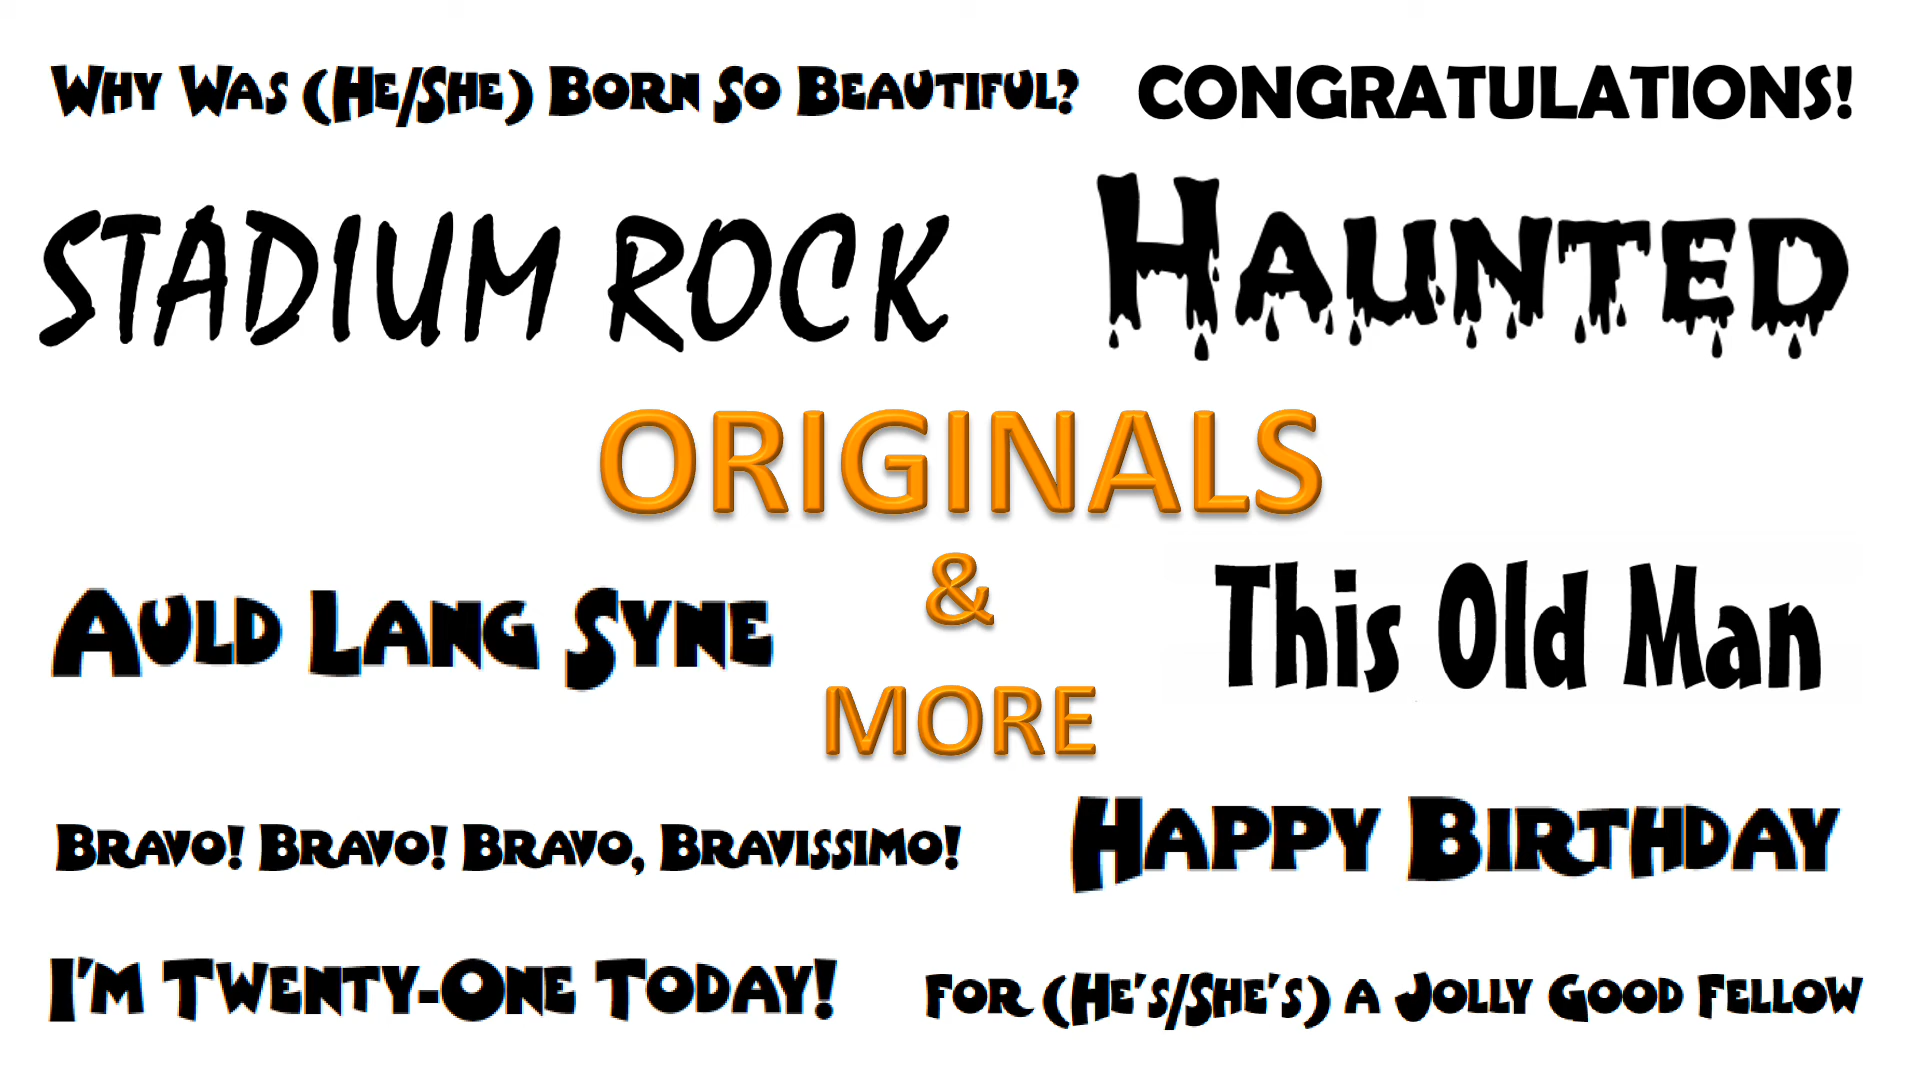 WHY WAS (HE/SHE) BORN SO BEAUTIFUL?
CONGRATULATIONS!
STADIUM ROCK
HAUNTED
ORIGINALS
&
MORE
AULD LANG SYNE
This Old Man
BRAVO! BRAVO! BRAVO, BRAVISSIMO!
HAPPY BIRTHDAY
I'M TWENTY-ONE TODAY!
FOR (HE'S/SHE'S) A JOLLY GOOD FELLOW